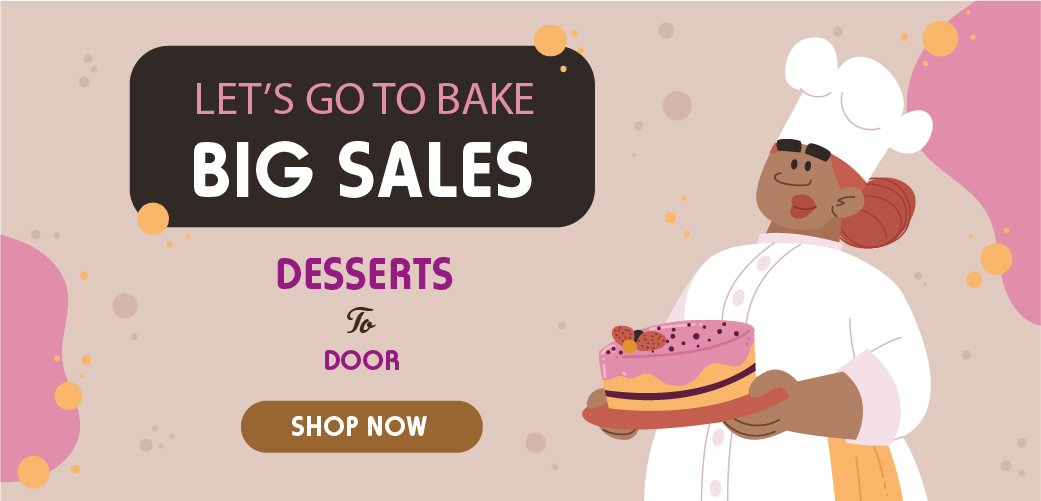 LET'S GO TO BAKE
BIG SALES
DESSERTS
To
DOOR
SHOP NOW